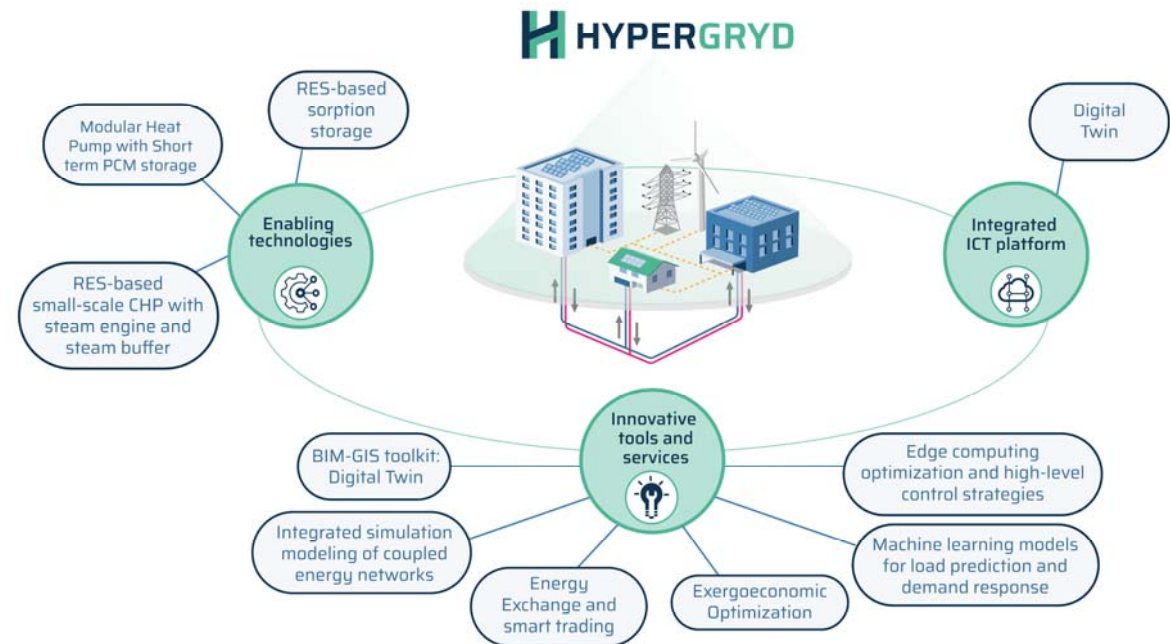 HYPERGRYD
RES-based
sorption
storage
Modular Heat
Pump with Short
term PCM storage
RES-based
small-scale CHP with
steam engine and
steam buffer
Enabling
technologies
Digital
Twin
Integrated
ICT platform
Innovative
tools and
services
BIM-GIS toolkit:
Digital Twin
Integrated simulation
modeling of coupled
energy networks
Energy
Exchange and
smart trading
Exergoeconomic
Optimization
Machine learning models
for load prediction and
demand response
Edge computing
optimization and high-level
control strategies